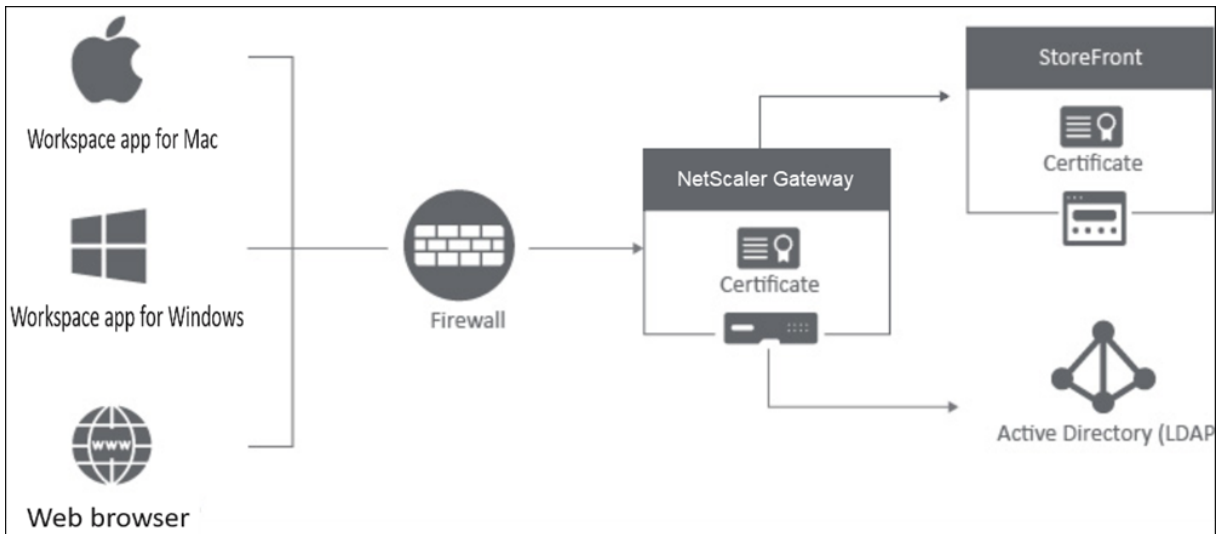 Workspace app for Mac
Workspace app for Windows
www
Web browser
Firewall
NetScaler Gateway
Certificate
StoreFront
Certificate
Active Directory (LDAP